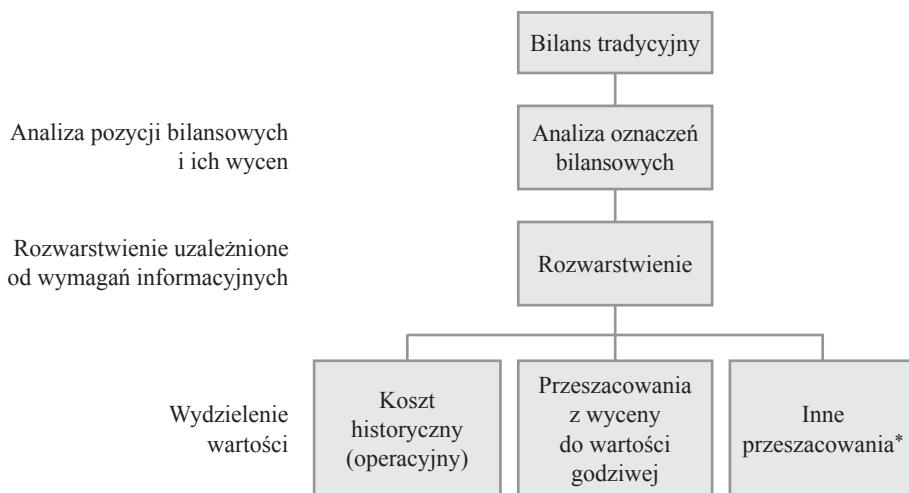 Bilans tradycyjny
Analiza pozycji bilansowych
i ich wycen
Analiza oznaczeń
bilansowych
Rozwarstwienie uzależnione
od wymagań informacyjnych
Rozwarstwienie
Wydzielenie
wartości
Koszt
historyczny
(operacyjny)
Przeszacowania
z wyceny
do wartości
godziwej
Inne
przeszacowania*